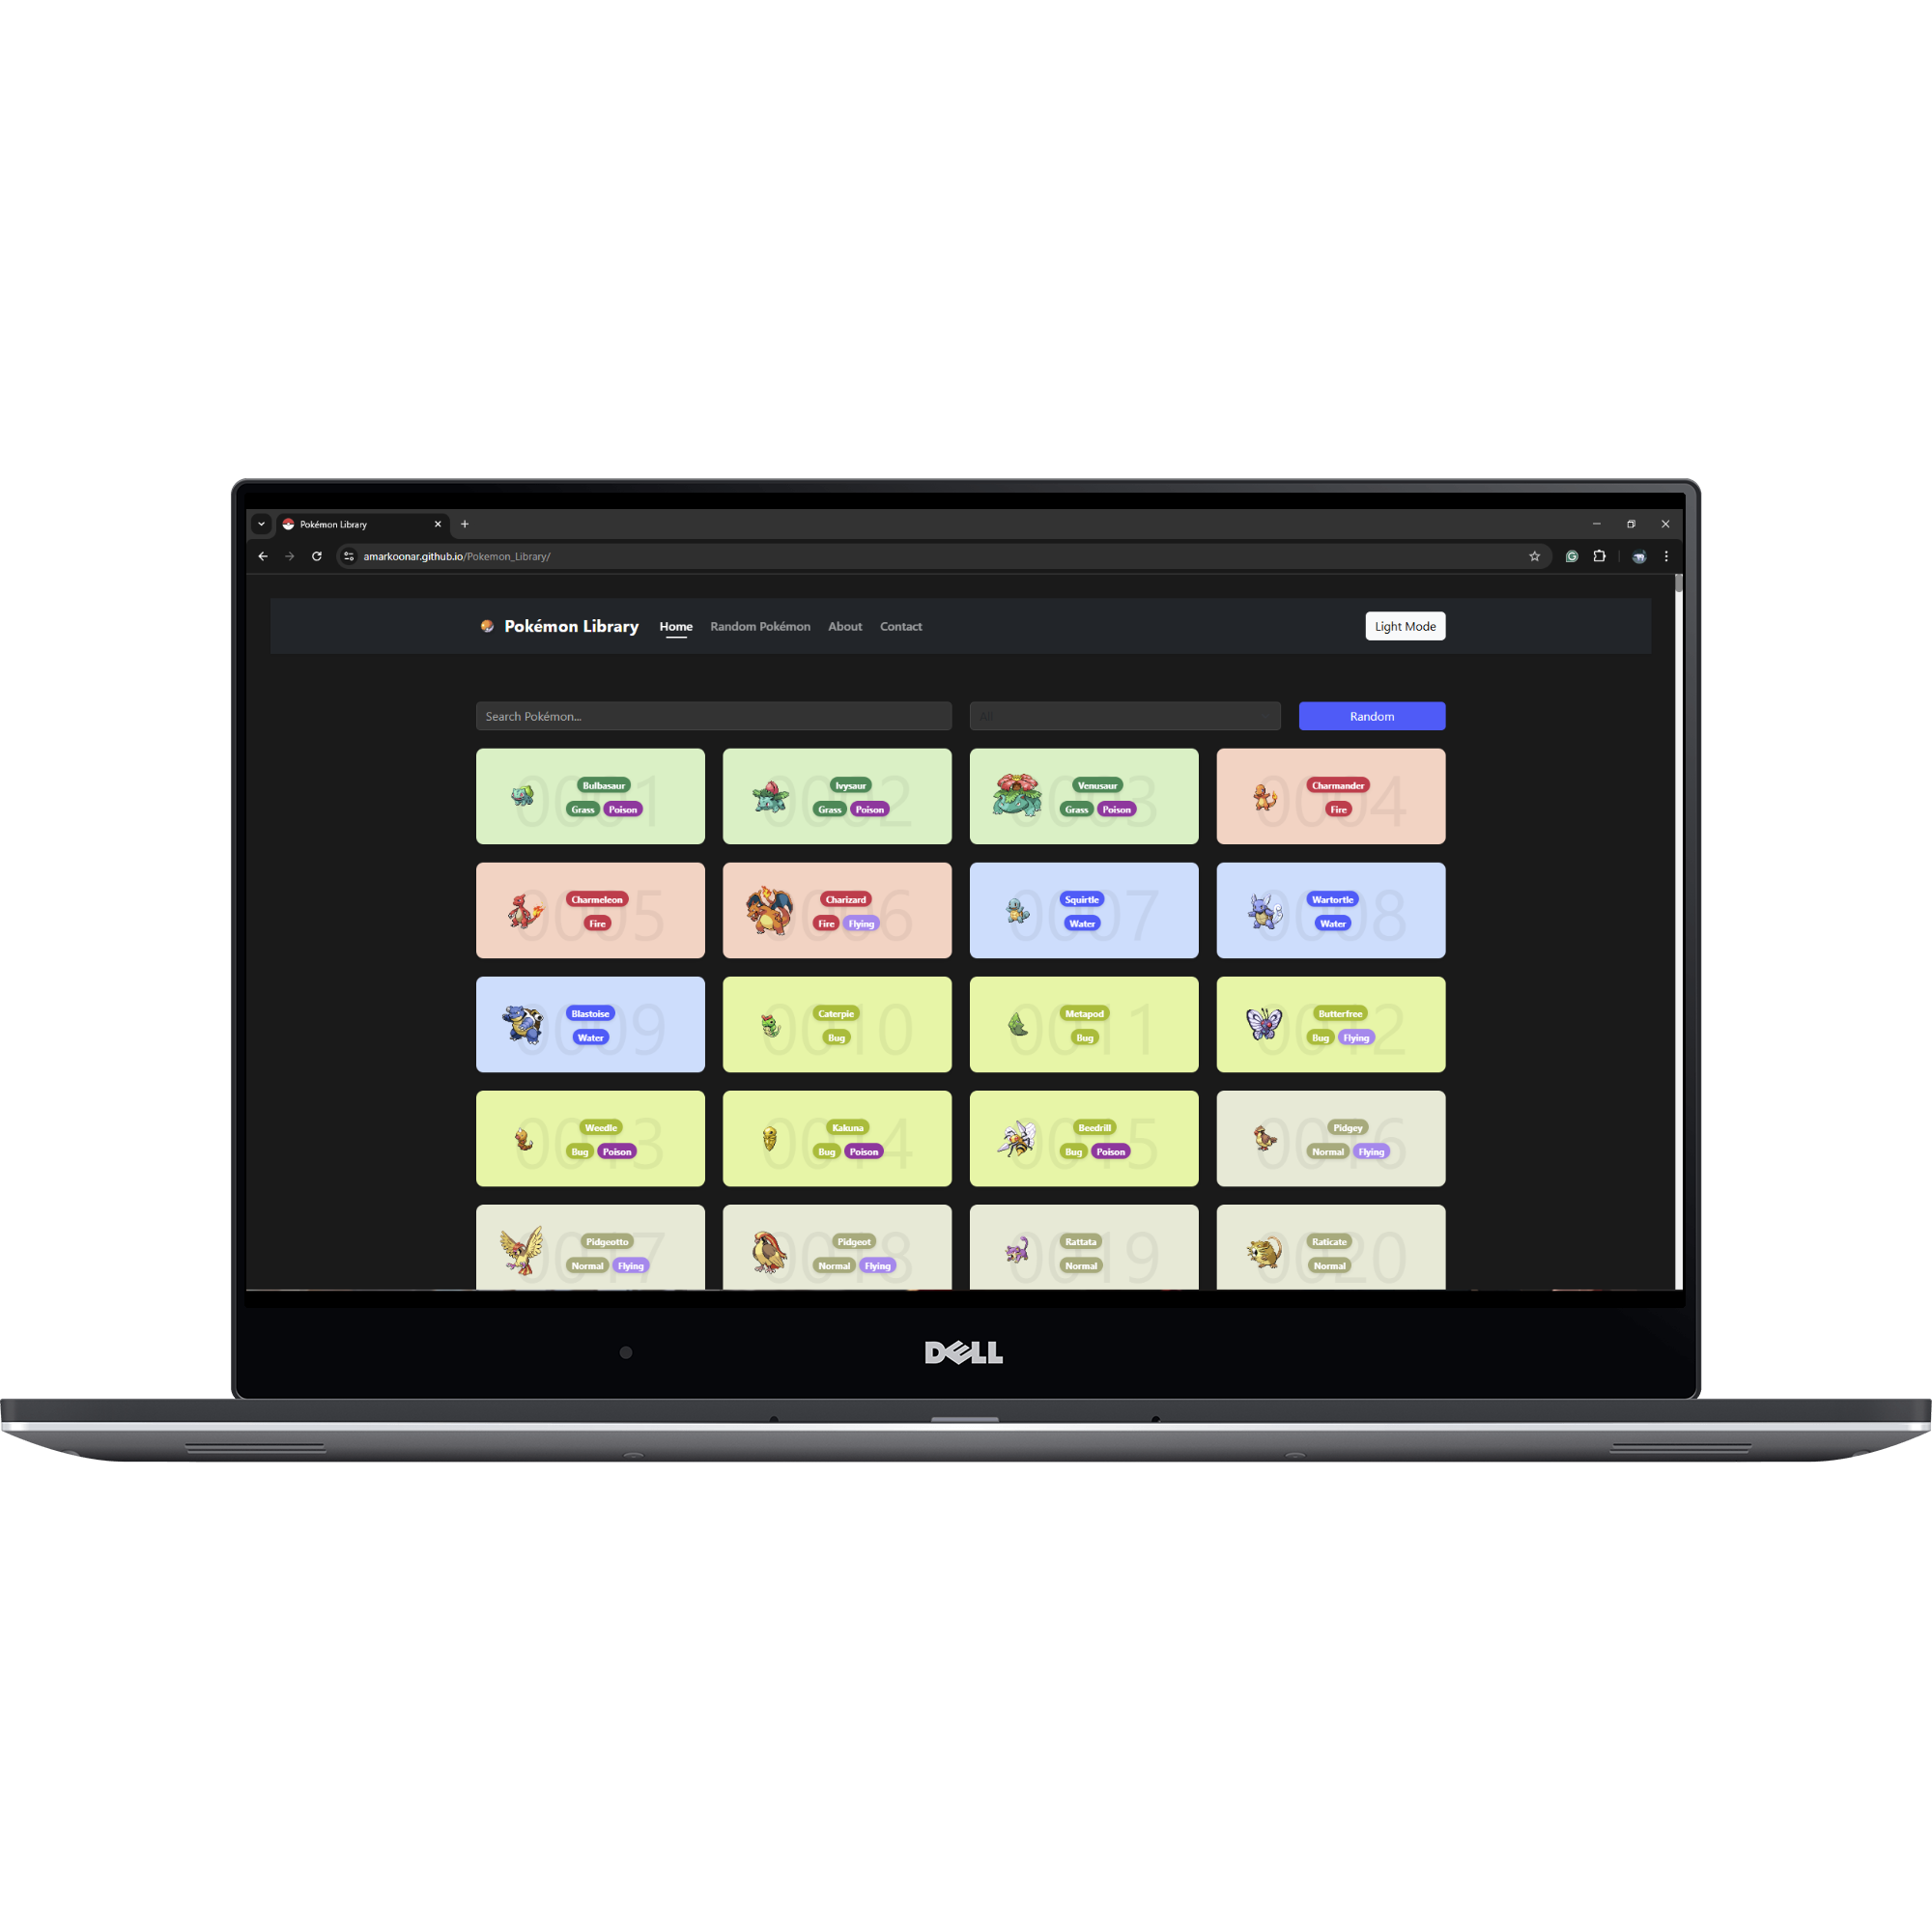 Pokémon Library
amarkoonar.github.io/Pokemon_Library/
Pokémon Library Home Random Pokémon About Contact Light Mode
Search Pokémon... All Random
0001 Bulbasaur Grass Poison
0002 Ivysaur Grass Poison
0003 Venusaur Grass Poison
0004 Charmander Fire
0005 Charmeleon Fire
0006 Charizard Fire Flying
0007 Squirtle Water
0008 Wartortle Water
0009 Blastoise Water
0010 Caterpie Bug
0011 Metapod Bug
0012 Butterfree Bug Flying
0013 Weedle Bug Poison
0014 Kakuna Bug Poison
0015 Beedrill Bug Poison
0016 Pidgey Normal Flying
0017 Pidgeotto Normal Flying
0018 Pidgeot Normal Flying
0019 Rattata Normal
0020 Raticate Normal
DELL